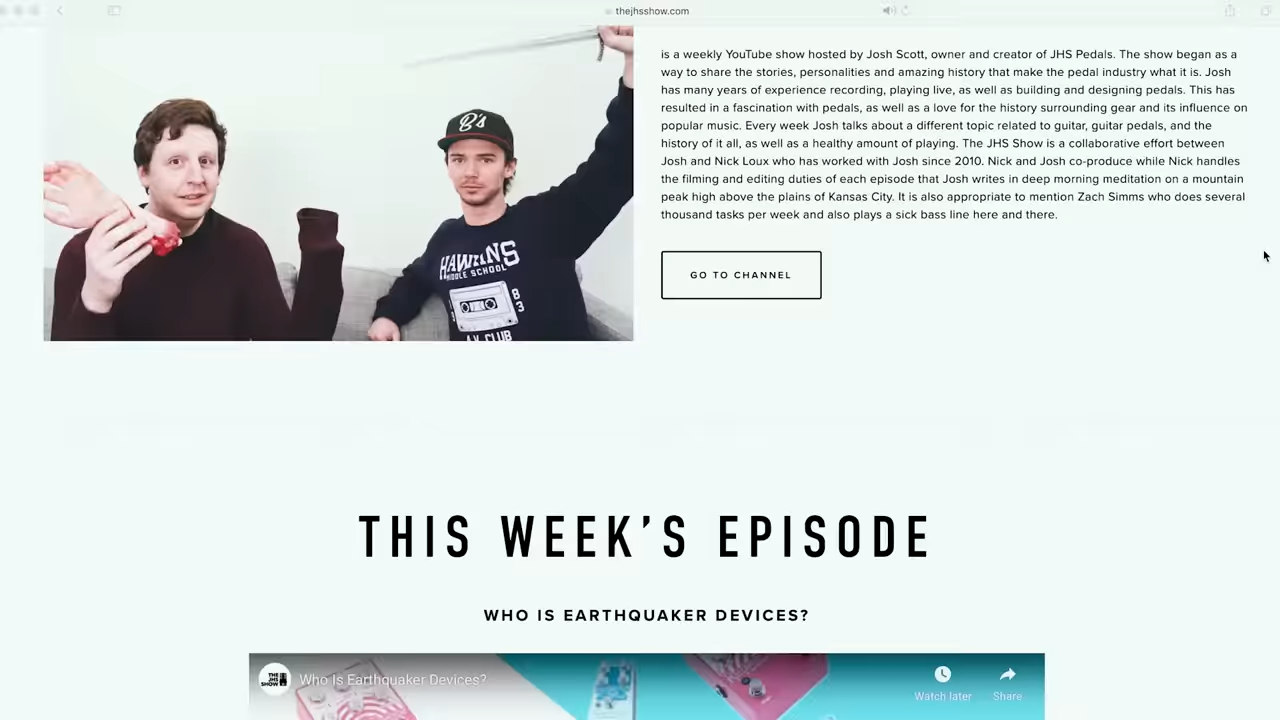 thejhsshow.com
is a weekly YouTube show hosted by Josh Scott, owner and creator of JHS Pedals. The show began as a
way to share the stories, personalities and amazing history that make the pedal industry what it is. Josh
has many years of experience recording, playing live, as well as building and designing pedals. This has
resulted in a fascination with pedals, as well as a love for the history surrounding gear and its influence on
popular music. Every week Josh talks about a different topic related to guitar, guitar pedals, and the
history of it all, as well as a healthy amount of playing. The JHS Show is a collaborative effort between
Josh and Nick Loux who has worked with Josh since 2010. Nick and Josh co-produce while Nick handles
the filming and editing duties of each episode that Josh writes in deep morning meditation on a mountain
peak high above the plains of Kansas City. It is also appropriate to mention Zach Simms who does several
thousand tasks per week and also plays a sick bass line here and there.
GO TO CHANNEL
B's
HAWKINS
MIDDLE SCHOOL
8
3
AV CLUB
THIS WEEK'S EPISODE
WHO IS EARTHQUAKER DEVICES?
THE
JHS
SHOW
Who Is Earthquaker Devices?
Watch later
Share